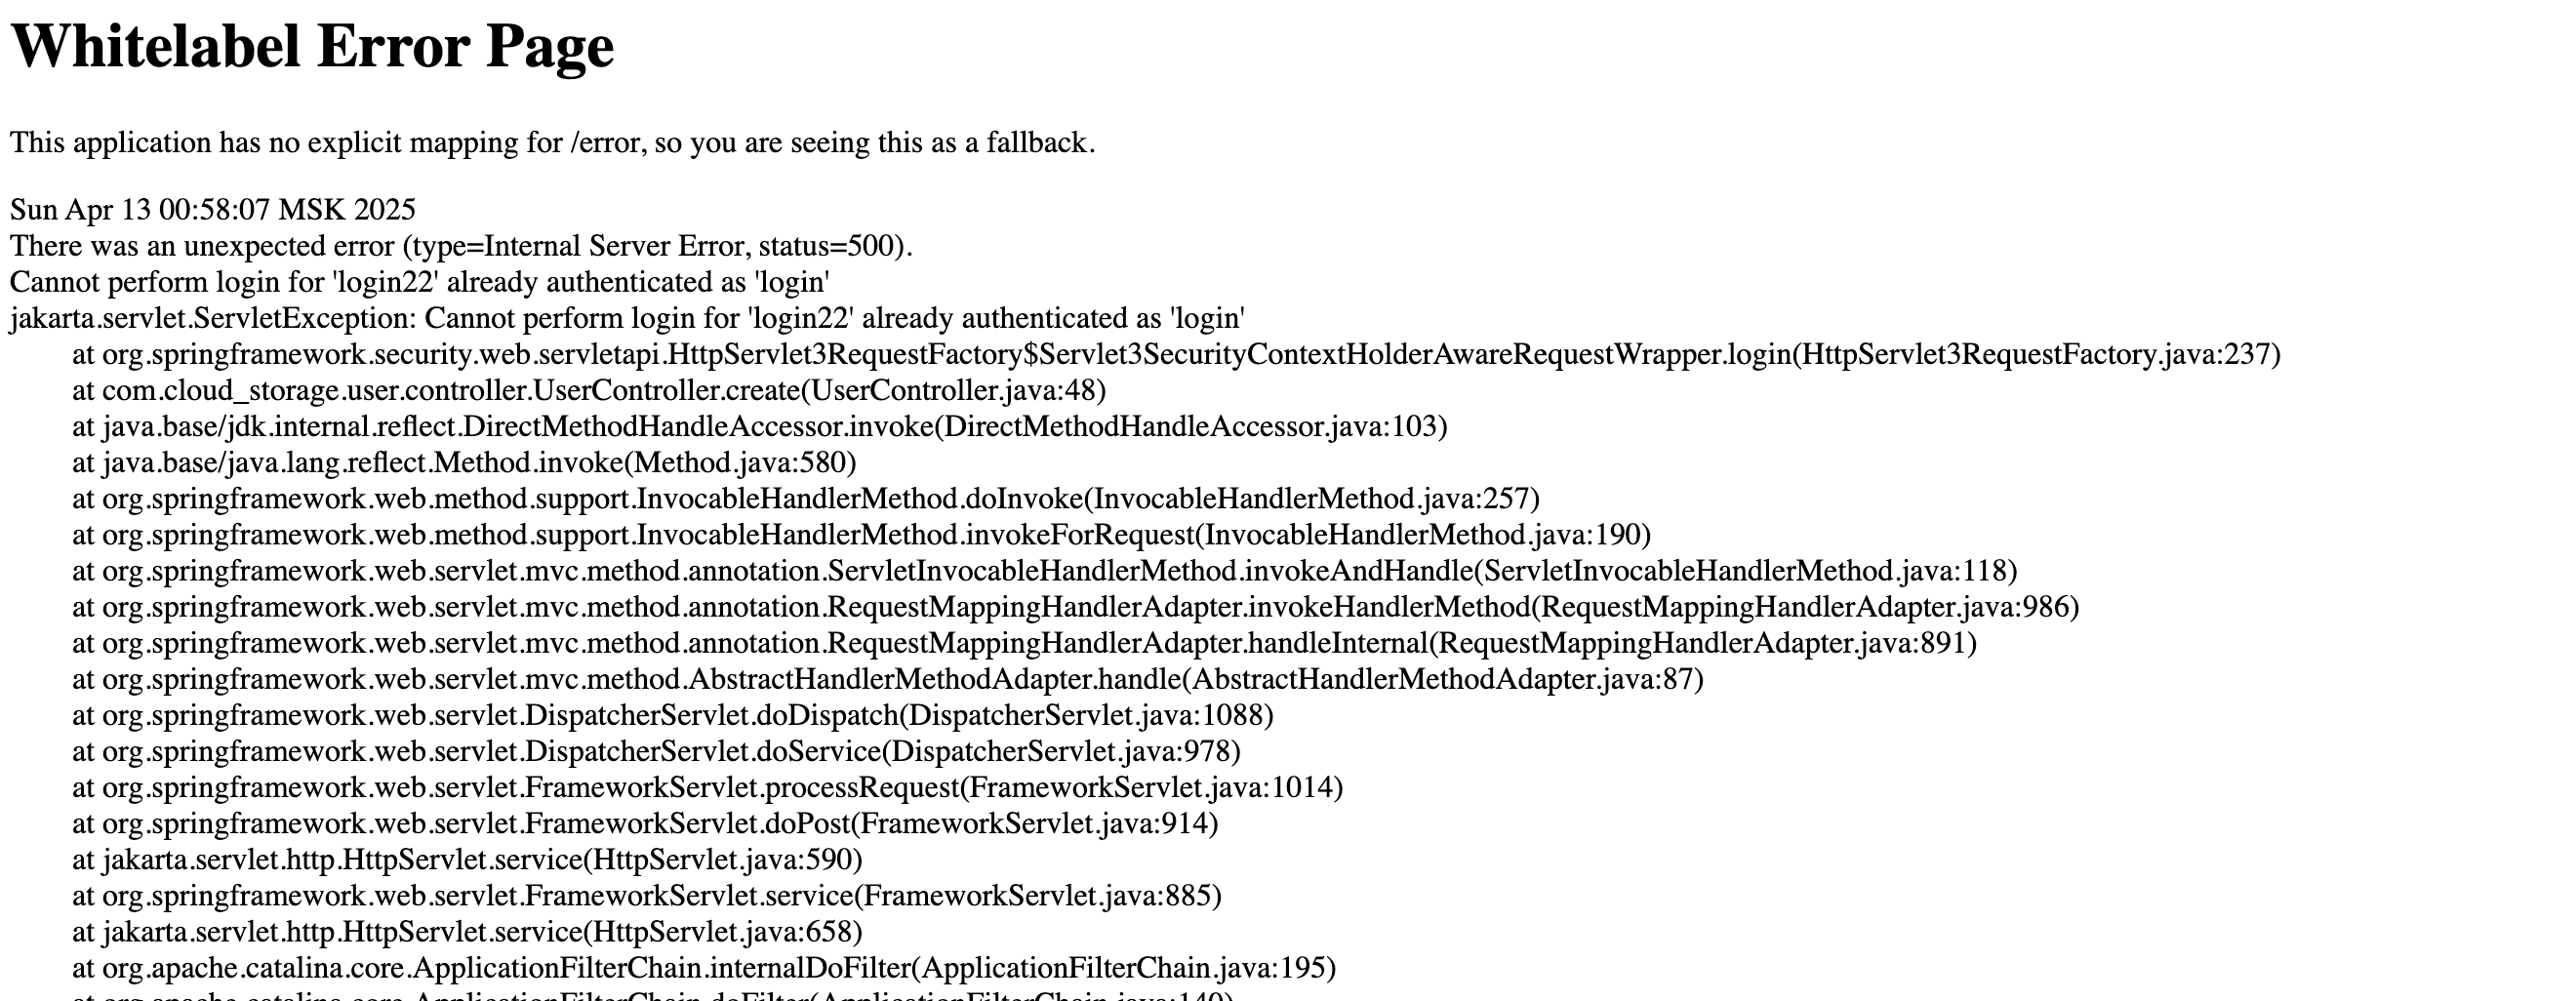 Whitelabel Error Page
This application has no explicit mapping for /error, so you are seeing this as a fallback.
Sun Apr 13 00:58:07 MSK 2025
There was an unexpected error (type=Internal Server Error, status=500).
Cannot perform login for 'login22' already authenticated as 'login'
jakarta.servlet.ServletException: Cannot perform login for 'login22' already authenticated as 'login'
at org.springframework.security.web.servletapi.HttpServlet3RequestFactory$Servlet3SecurityContextHolderAwareRequestWrapper.login(HttpServlet3RequestFactory.java:237)
at com.cloud_storage.user.controller.UserController.create(UserController.java:48)
at java.base/jdk.internal.reflect.DirectMethodHandleAccessor.invoke(DirectMethodHandleAccessor.java:103)
at java.base/java.lang.reflect.Method.invoke(Method.java:580)
at org.springframework.web.method.support.InvocableHandlerMethod.doInvoke(InvocableHandlerMethod.java:257)
at org.springframework.web.method.support.InvocableHandlerMethod.invokeForRequest(InvocableHandlerMethod.java:190)
at org.springframework.web.servlet.mvc.method.annotation.ServletInvocableHandlerMethod.invokeAndHandle(ServletInvocableHandlerMethod.java:118)
at org.springframework.web.servlet.mvc.method.annotation.RequestMappingHandlerAdapter.invokeHandlerMethod(RequestMappingHandlerAdapter.java:986)
at org.springframework.web.servlet.mvc.method.annotation.RequestMappingHandlerAdapter.handleInternal(RequestMappingHandlerAdapter.java:891)
at org.springframework.web.servlet.mvc.method.AbstractHandlerMethodAdapter.handle(AbstractHandlerMethodAdapter.java:87)
at org.springframework.web.servlet.DispatcherServlet.doDispatch(DispatcherServlet.java:1088)
at org.springframework.web.servlet.DispatcherServlet.doService(DispatcherServlet.java:978)
at org.springframework.web.servlet.FrameworkServlet.processRequest(FrameworkServlet.java:1014)
at org.springframework.web.servlet.FrameworkServlet.doPost(FrameworkServlet.java:914)
at jakarta.servlet.http.HttpServlet.service(HttpServlet.java:590)
at org.springframework.web.servlet.FrameworkServlet.service(FrameworkServlet.java:885)
at jakarta.servlet.http.HttpServlet.service(HttpServlet.java:658)
at org.apache.catalina.core.ApplicationFilterChain.internalDoFilter(ApplicationFilterChain.java:195)
at org.apache.catalina.core.ApplicationFilterChain.doFilter(ApplicationFilterChain.java:140)